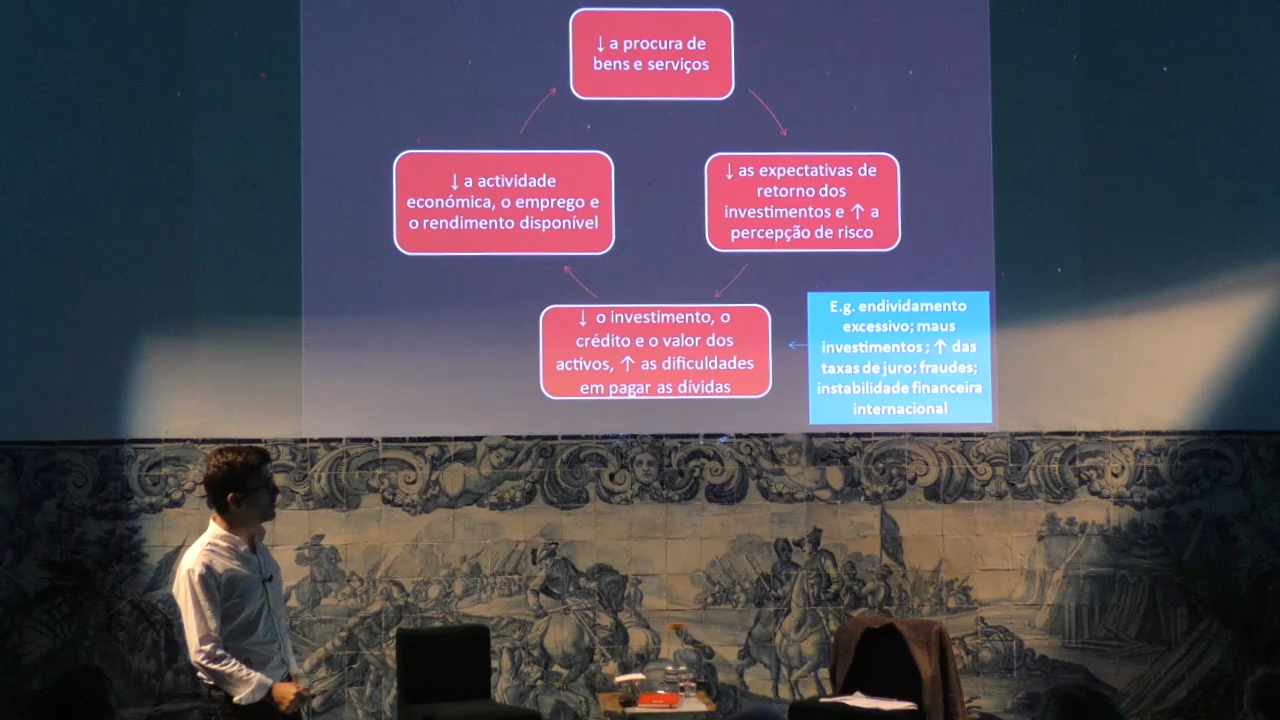 ↓ a procura de
bens e serviços
↓ a actividade
económica, o emprego e
o rendimento disponível
↓ as expectativas de
retorno dos
investimentos e ↑ a
percepção de risco
↓ o investimento, o
crédito e o valor dos
activos, ↑ as dificuldades
em pagar as dívidas
E.g. endividamento
excessivo; maus
investimentos ; ↑ das
taxas de juro; fraudes;
instabilidade financeira
internacional